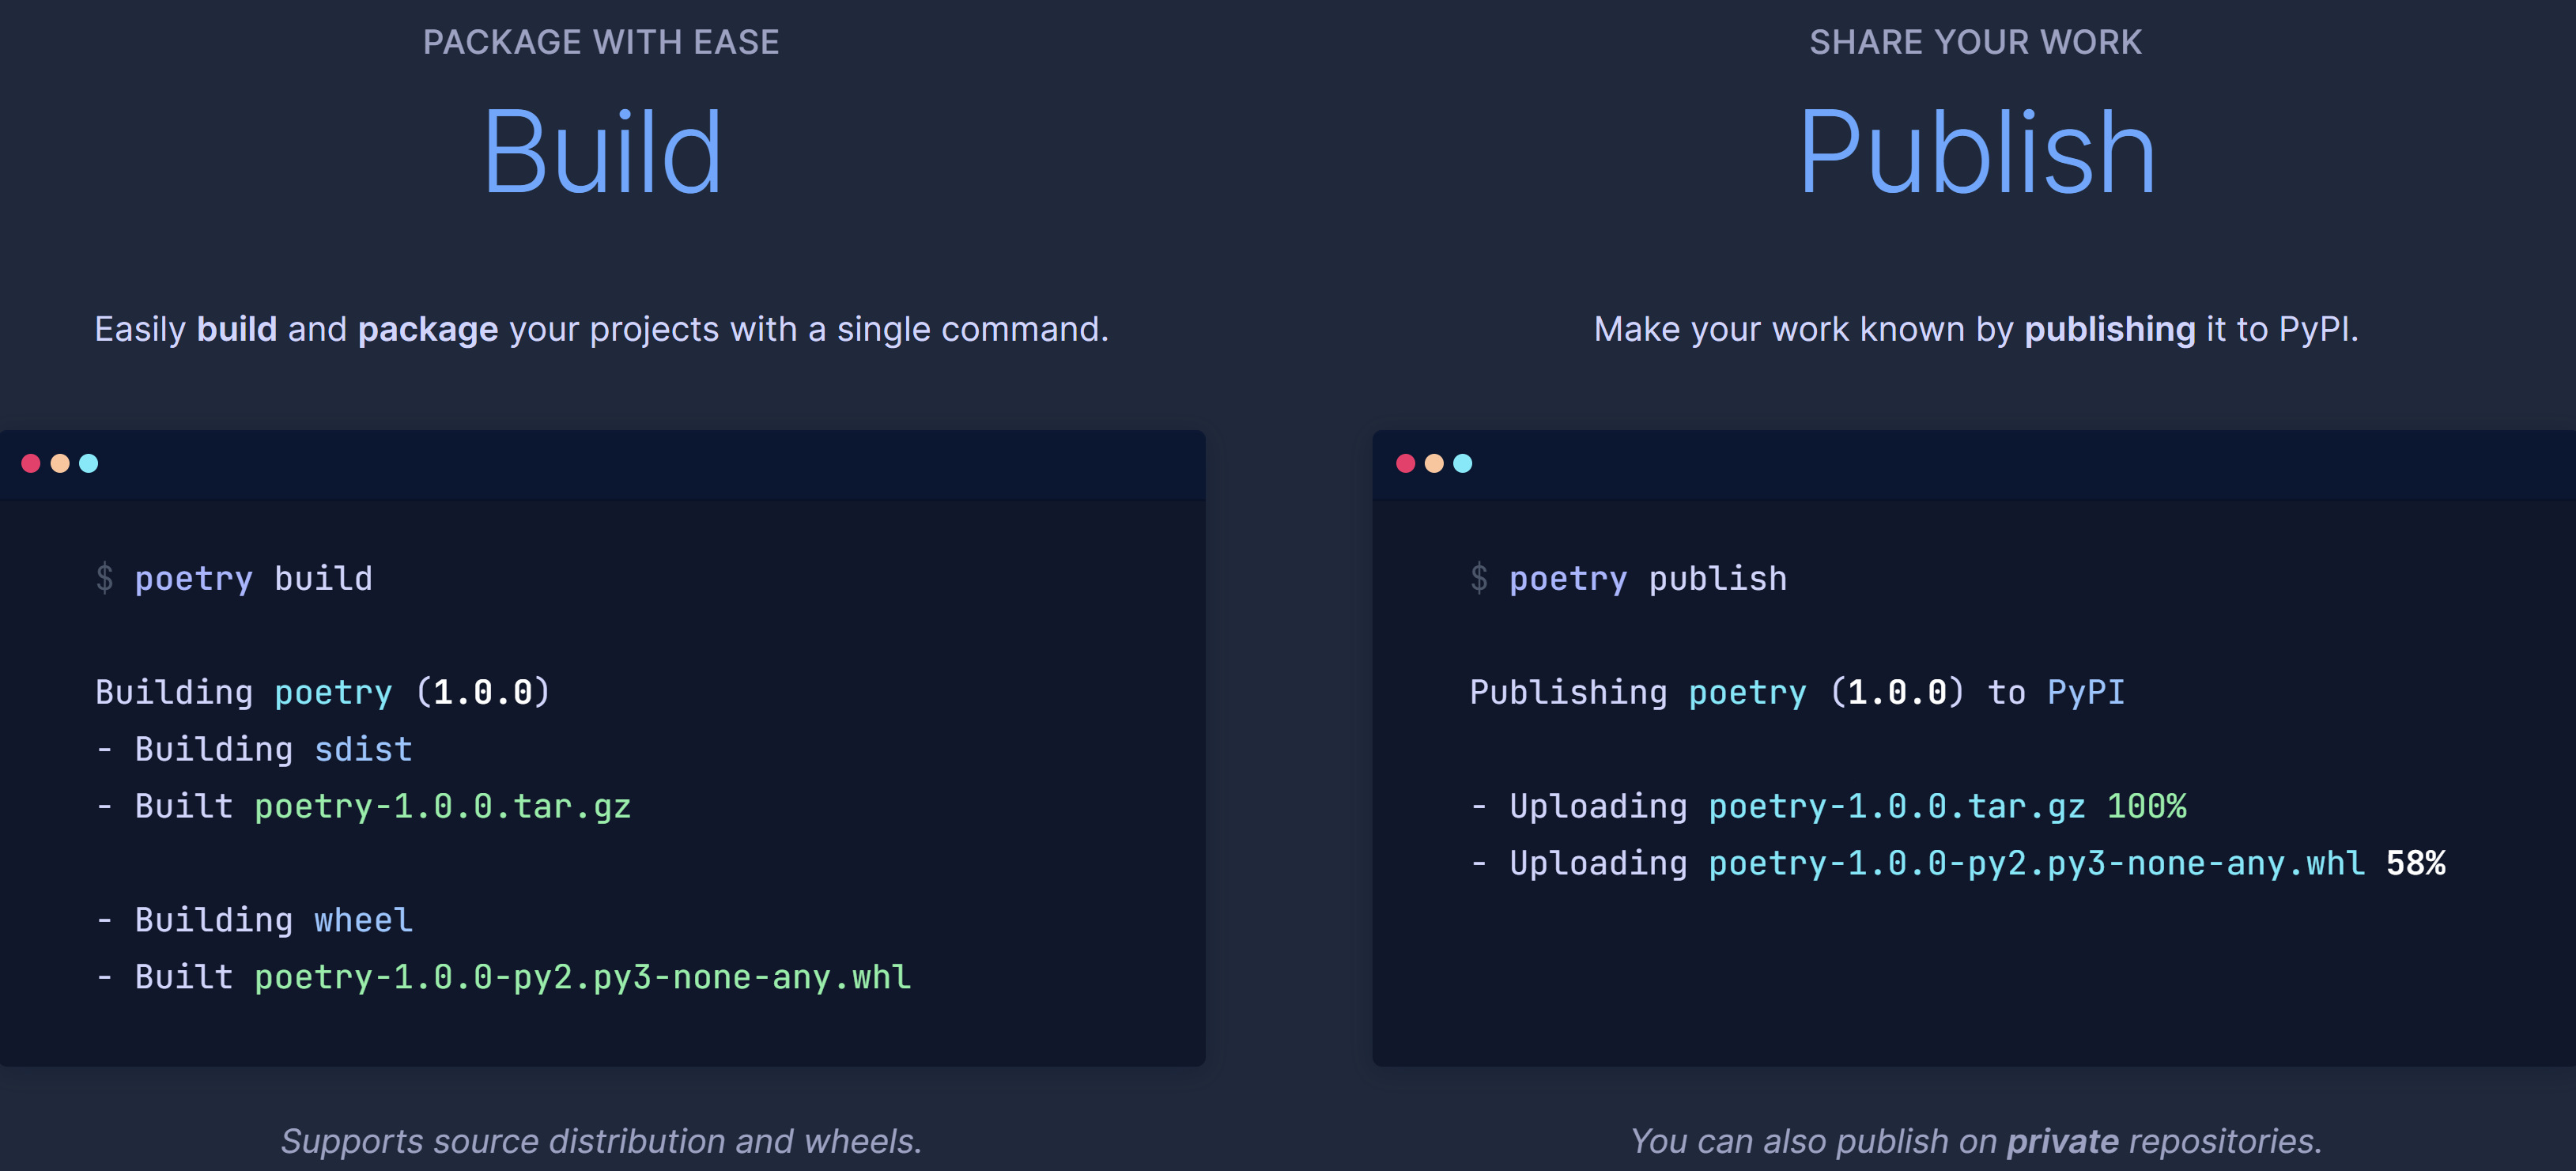 PACKAGE WITH EASE
Build
Easily build and package your projects with a single command.
$ poetry build
Building poetry (1.0.0)
- Building sdist
- Built poetry-1.0.0.tar.gz
- Building wheel
- Built poetry-1.0.0-py2.py3-none-any.whl
Supports source distribution and wheels.
SHARE YOUR WORK
Publish
Make your work known by publishing it to PyPI.
$ poetry publish
Publishing poetry (1.0.0) to PyPI
- Uploading poetry-1.0.0.tar.gz 100%
- Uploading poetry-1.0.0-py2.py3-none-any.whl 58%
You can also publish on private repositories.